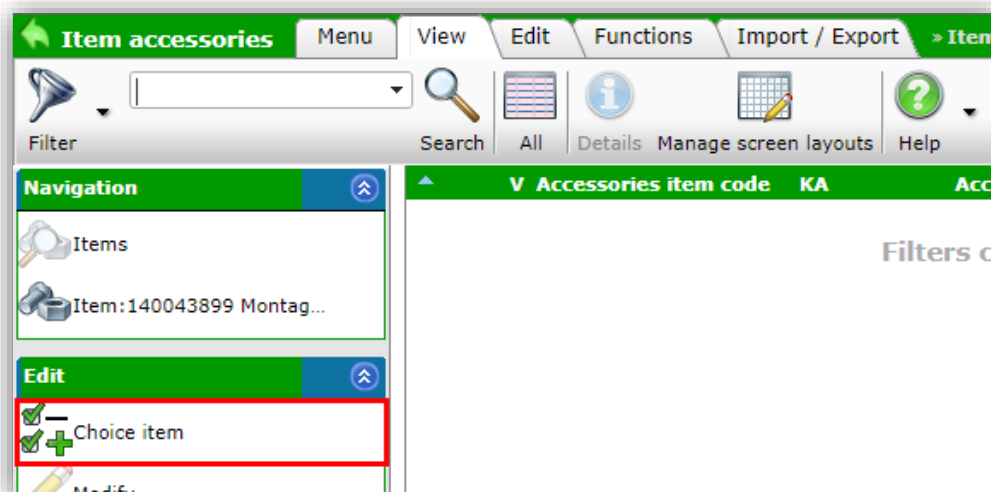 Item accessories Menu View Edit Functions Import / Export » Item
Filter Search All Details Manage screen layouts Help
Navigation V Accessories item code KA Acc
Items
Filters c
Item:140043899 Montag...
Edit
Choice item
Modify